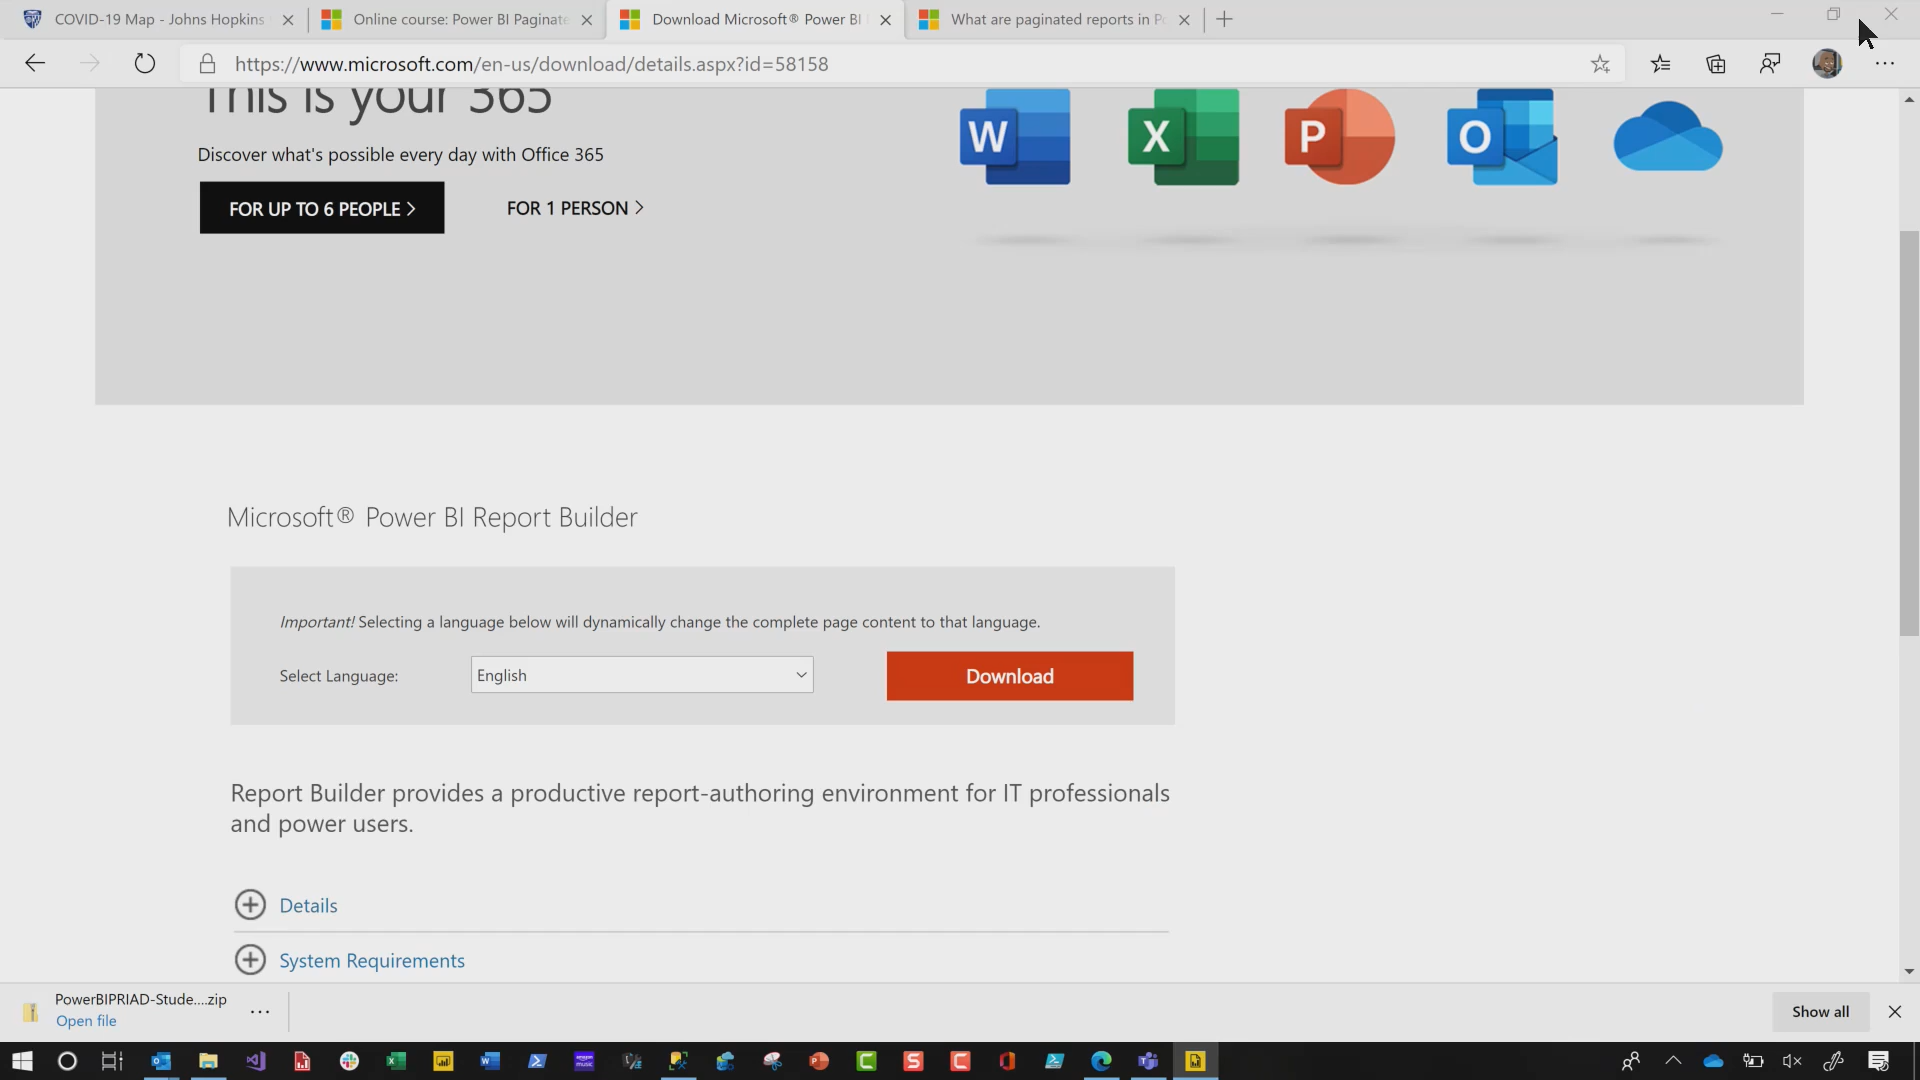 COVID-19 Map - Johns Hopkins
Online course: Power BI Paginate
Download Microsoft® Power BI
What are paginated reports in Po
https://www.microsoft.com/en-us/download/details.aspx?id=58158
This is your 365
Discover what's possible every day with Office 365
FOR UP TO 6 PEOPLE >
FOR 1 PERSON >
W
X
P
O
Microsoft® Power BI Report Builder
Important! Selecting a language below will dynamically change the complete page content to that language.
Select Language:
English
Download
Report Builder provides a productive report-authoring environment for IT professionals
and power users.
Details
System Requirements
PowerBIPRIAD-Stude....zip
Open file
Show all